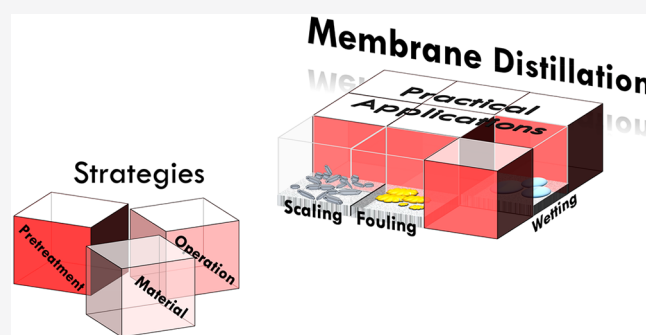 Membrane Distillation
Practical
Applications
Strategies
Scaling
Fouling
Wetting
Pretreatment
Operation
Material